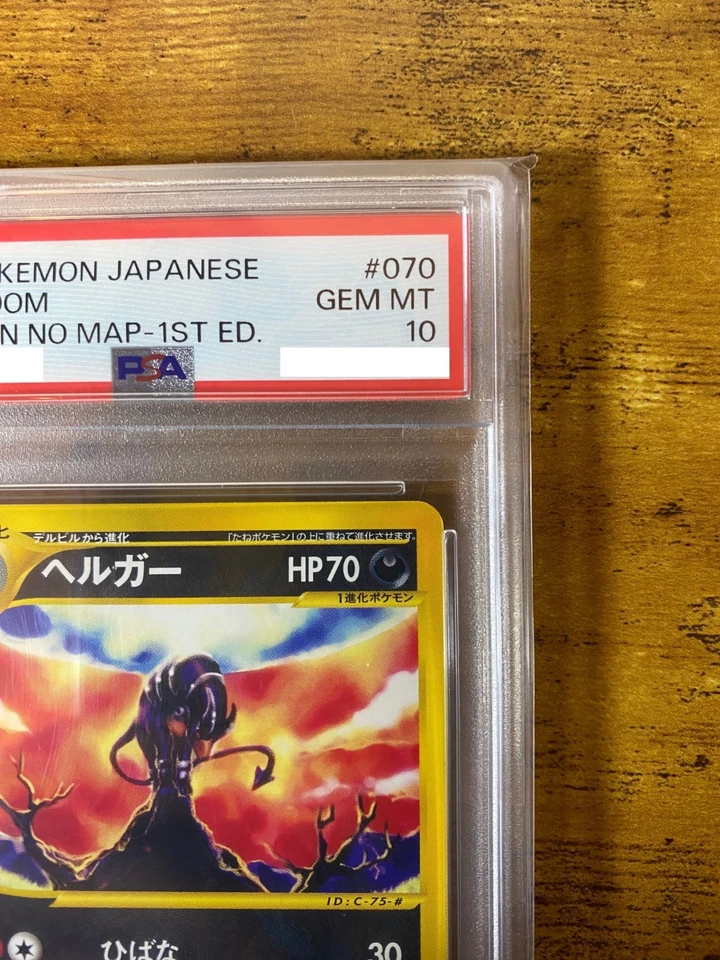 KEMON JAPANESE #070
OOM GEM MT
N NO MAP-1ST ED. 10
PSA
デルビルから進化 「たねポケモン」の上に重ねて進化させます。
ヘルガー HP70
1進化ポケモン
ID:C-75-#
ひばな 30